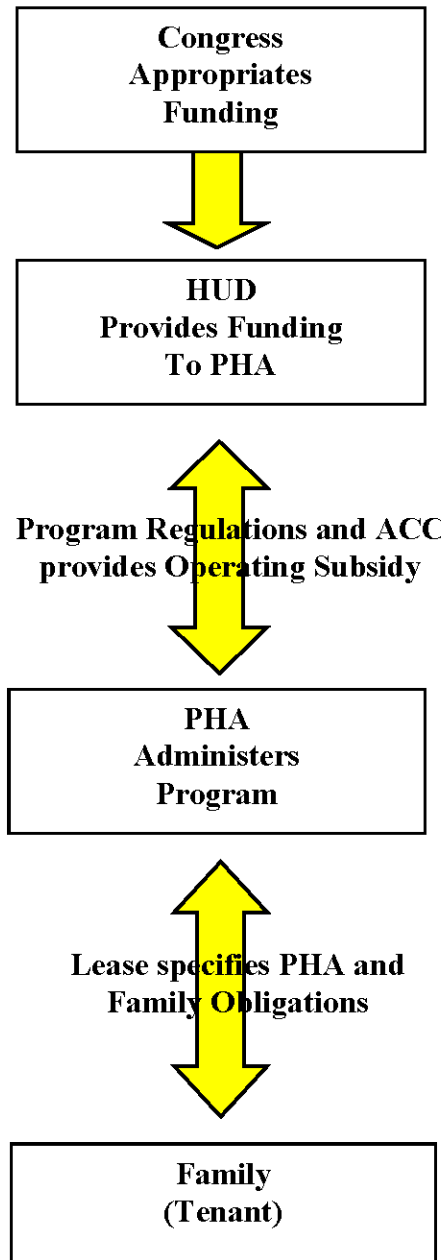 Congress
Appropriates
Funding
HUD
Provides Funding
To PHA
Program Regulations and ACC
provides Operating Subsidy
PHA
Administers
Program
Lease specifies PHA and
Family Obligations
Family
(Tenant)